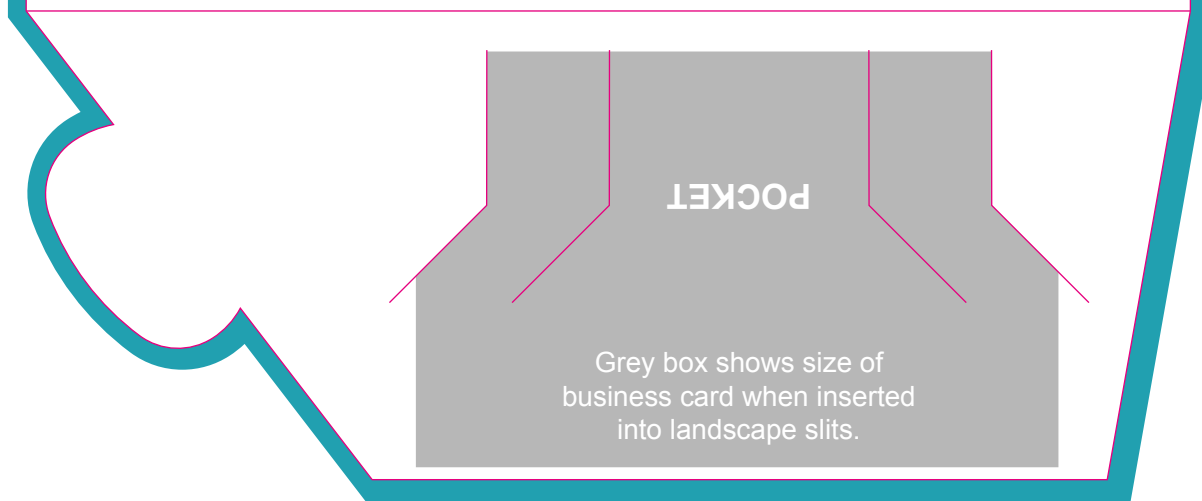 POCKET
Grey box shows size of
business card when inserted
into landscape slits.